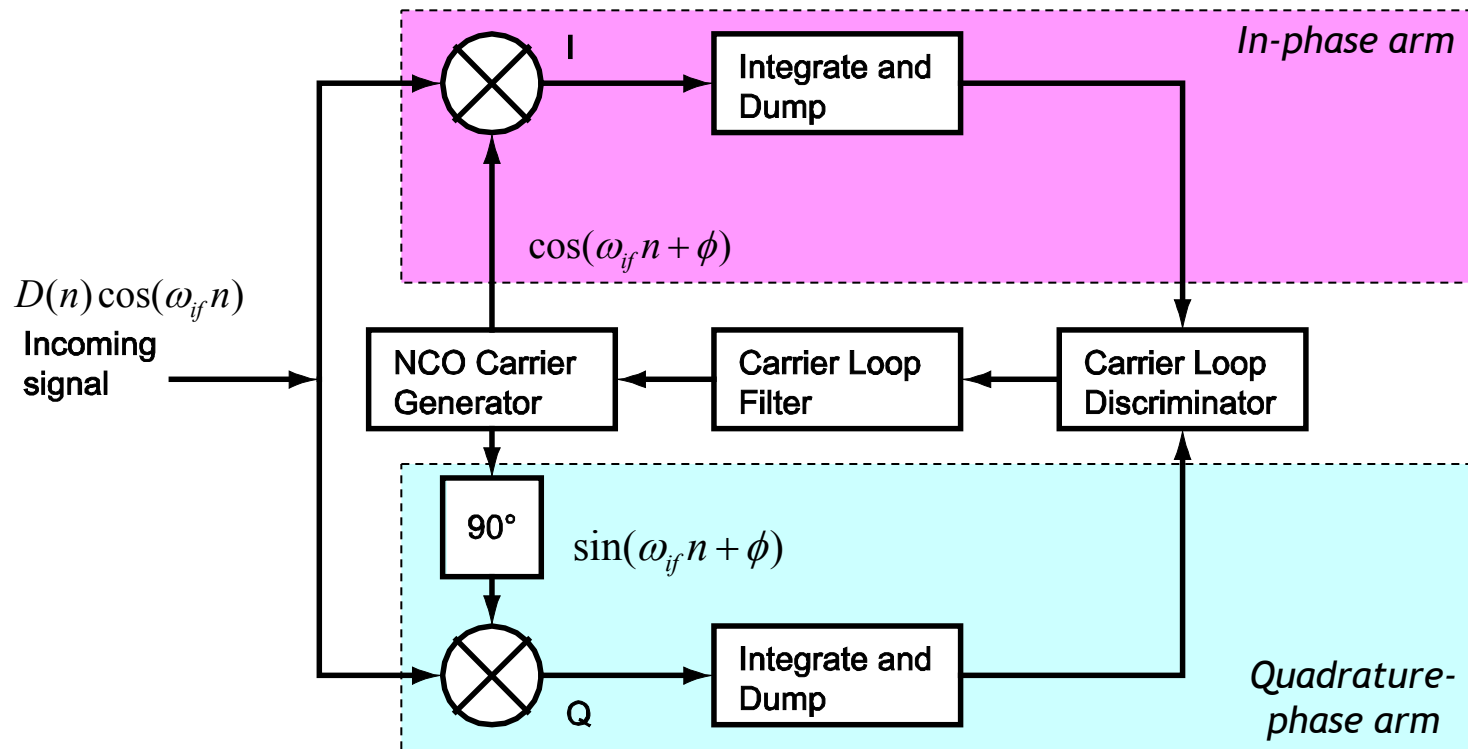 In-phase arm
I
Integrate and
Dump
cos(ω_if n + φ)
D(n)cos(ω_if n)
Incoming
signal
NCO Carrier
Generator
Carrier Loop
Filter
Carrier Loop
Discriminator
90°
sin(ω_if n + φ)
Integrate and
Dump
Q
Quadrature-
phase arm